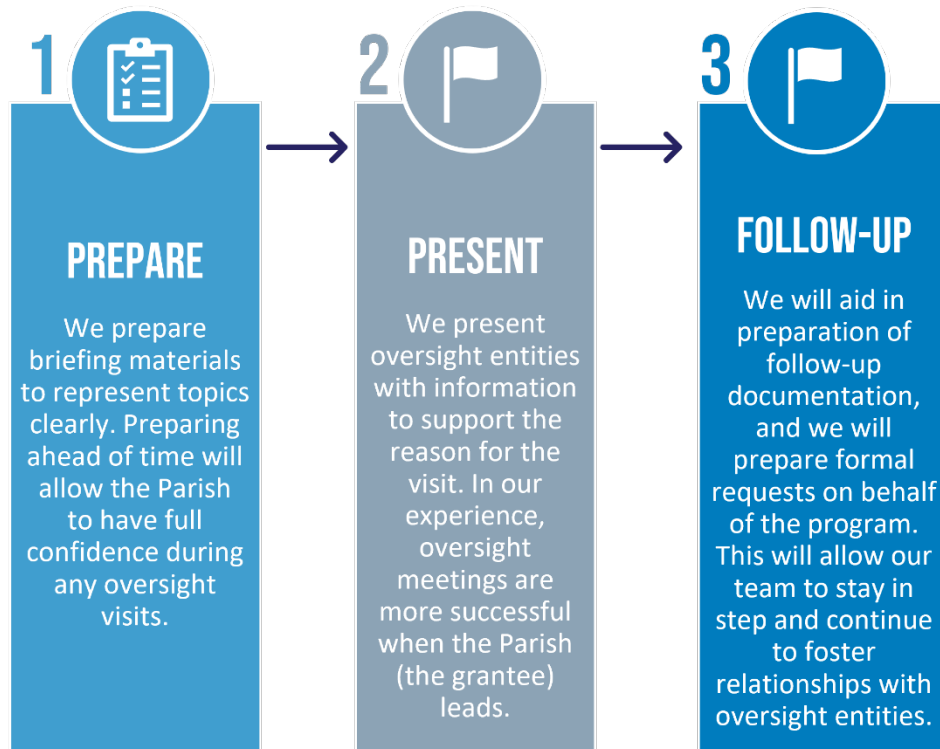 1
PREPARE
We prepare
briefing materials
to represent topics
clearly. Preparing
ahead of time will
allow the Parish
to have full
confidence during
any oversight
visits.
2
PRESENT
We present
oversight entities
with information
to support the
reason for the
visit. In our
experience,
oversight
meetings are
more successful
when the Parish
(the grantee)
leads.
3
FOLLOW-UP
We will aid in
preparation of
follow-up
documentation,
and we will
prepare formal
requests on behalf
of the program.
This will allow our
team to stay in
step and continue
to foster
relationships with
oversight entities.